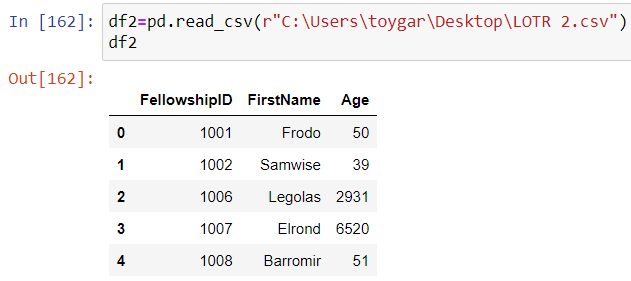 In [162]: df2=pd.read_csv(r"C:\Users\toygar\Desktop\LOTR 2.csv")
df2
Out[162]:
FellowshipID FirstName Age
0 1001 Frodo 50
1 1002 Samwise 39
2 1006 Legolas 2931
3 1007 Elrond 6520
4 1008 Barromir 51